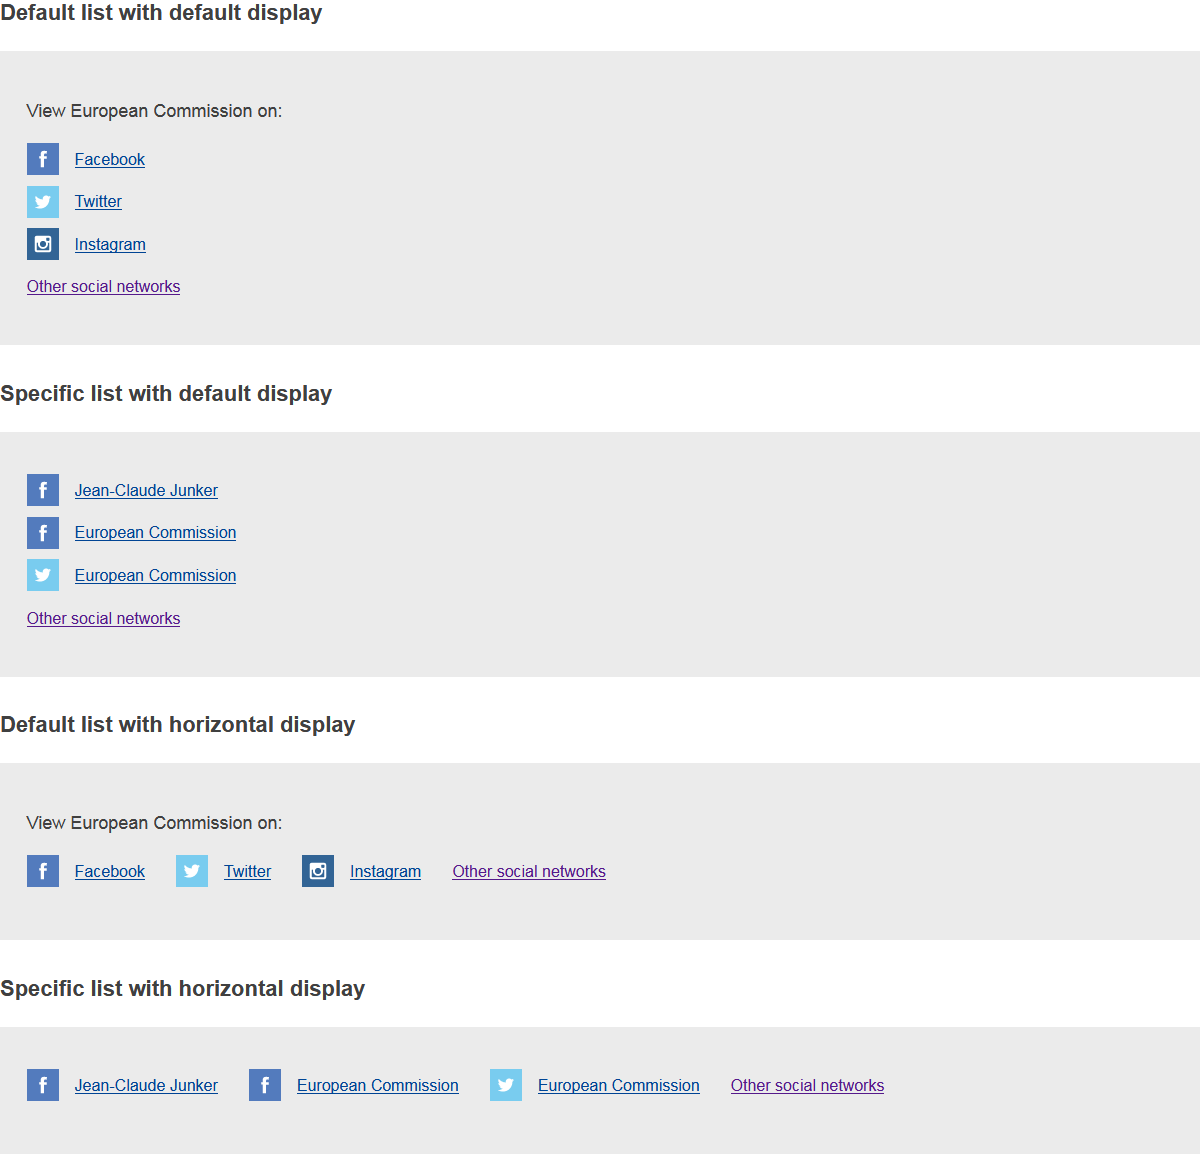 Default list with default display
View European Commission on:
Facebook
Twitter
Instagram
Other social networks
Specific list with default display
Jean-Claude Junker
European Commission
European Commission
Other social networks
Default list with horizontal display
View European Commission on:
Facebook Twitter Instagram Other social networks
Specific list with horizontal display
Jean-Claude Junker European Commission European Commission Other social networks